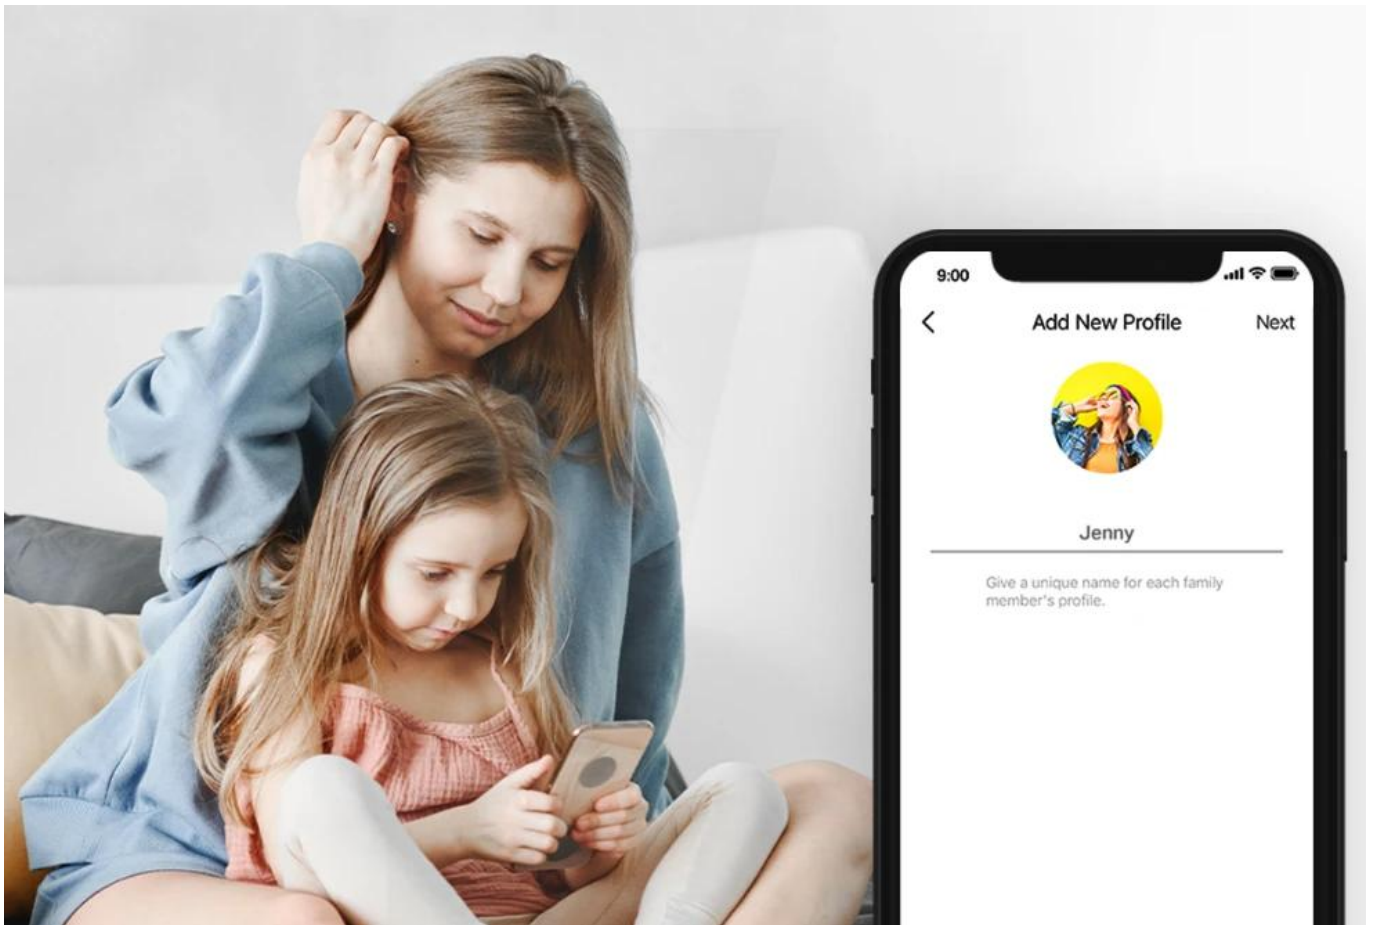 9:00
Add New Profile
Next
Jenny
Give a unique name for each family
member's profile.